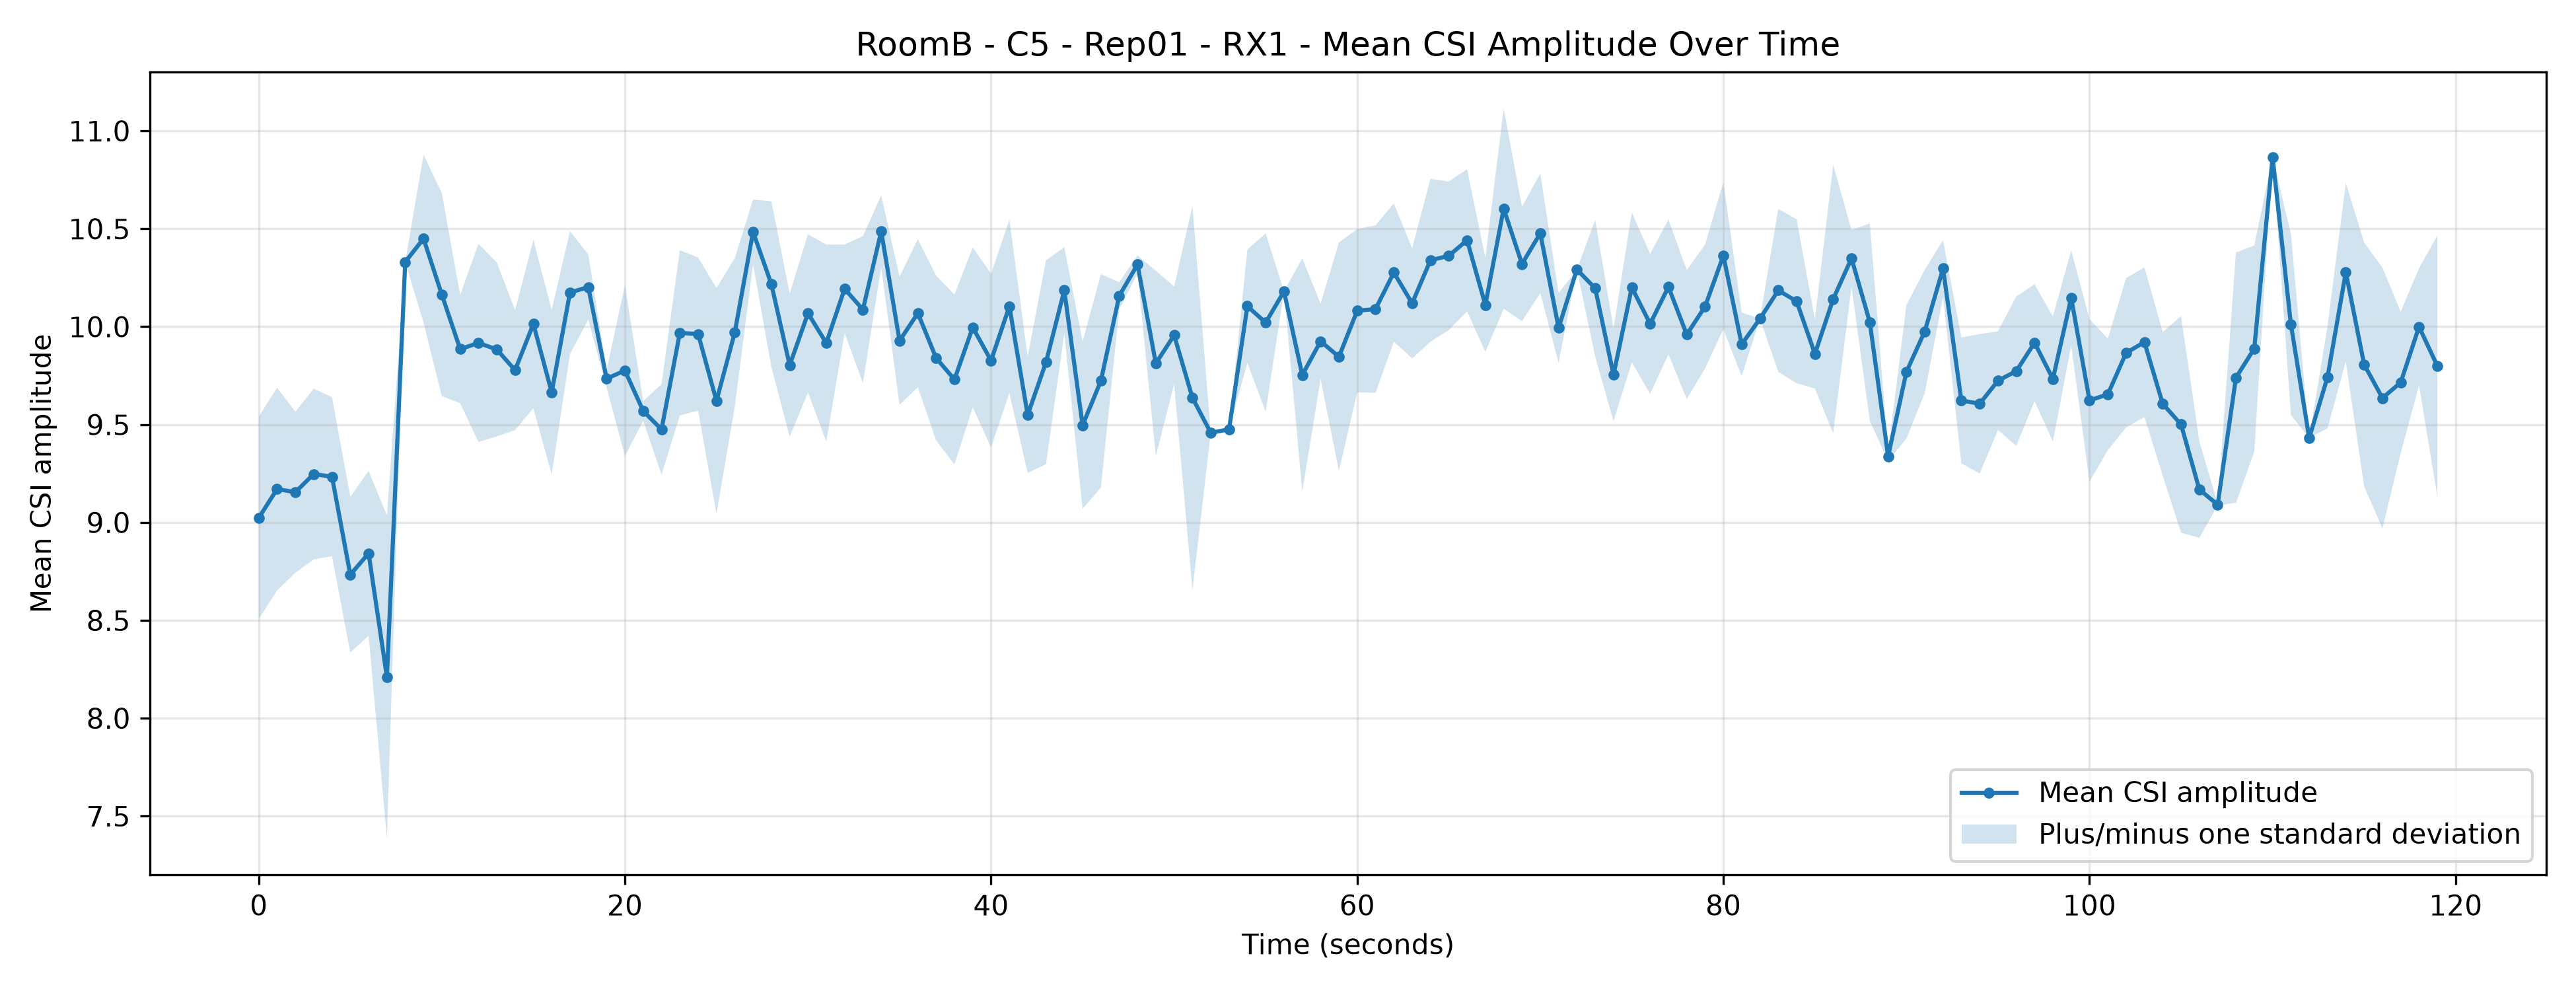 RoomB - C5 - Rep01 - RX1 - Mean CSI Amplitude Over Time
Mean CSI amplitude
11.0
10.5
10.0
9.5
9.0
8.5
8.0
7.5
0 20 40 60 80 100 120
Time (seconds)
Mean CSI amplitude
Plus/minus one standard deviation